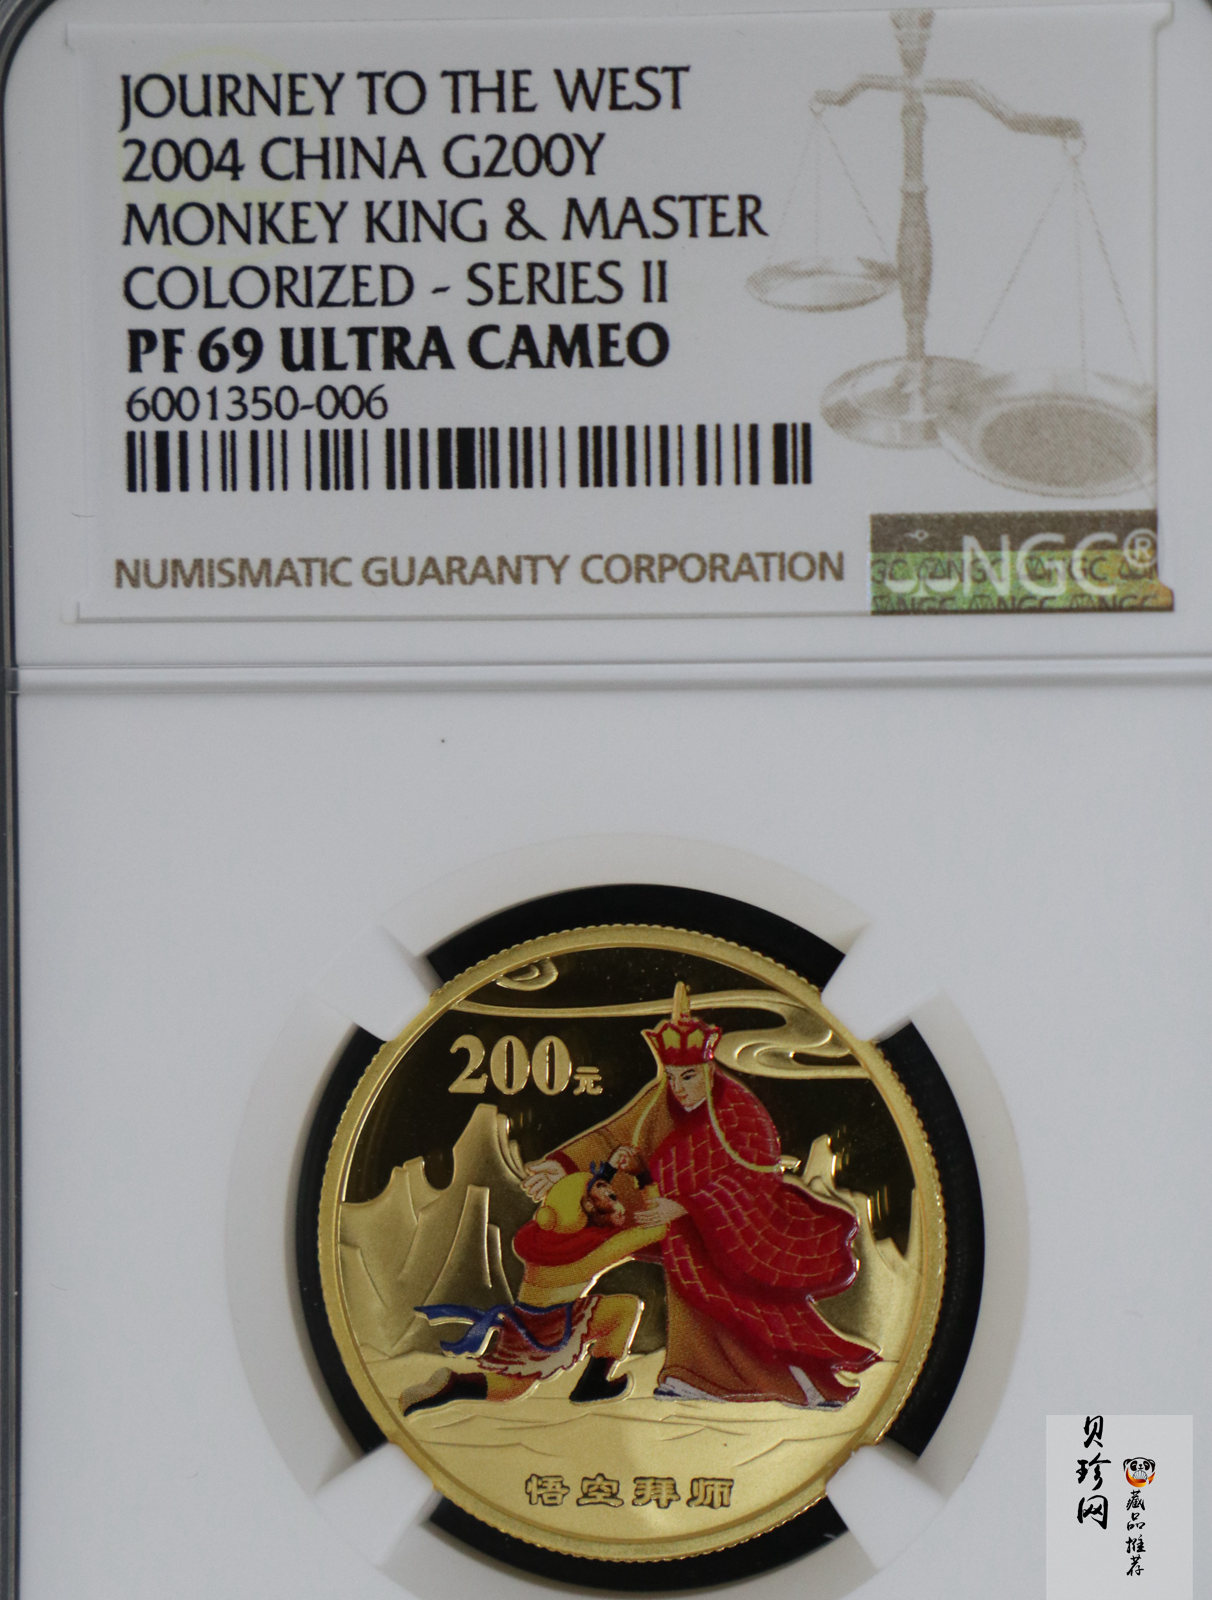 JOURNEY TO THE WEST
2004 CHINA G200Y
MONKEY KING & MASTER
COLORIZED - SERIES II
PF 69 ULTRA CAMEO
6001350-006
NUMISMATIC GUARANTY CORPORATION
NGC®
200元
悟空拜师
贝珍网
藏品推荐